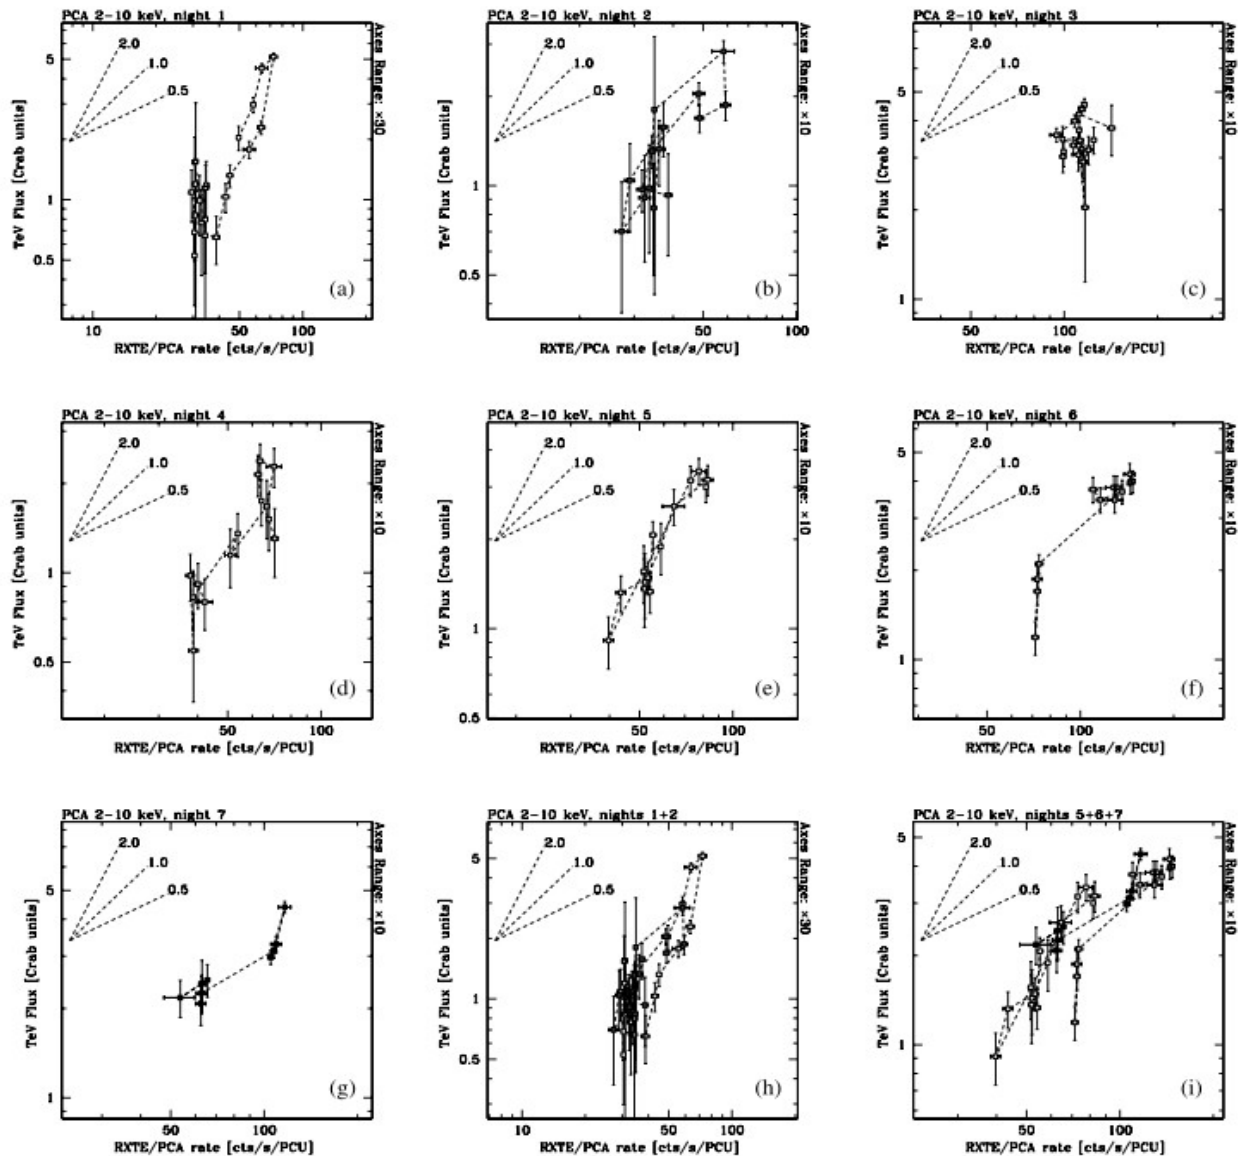 PCA 2-10 keV, night 1
2.0
1.0
0.5
5
1
0.5
10
50
100
TeV Flux [Crab units]
RXTE/PCA rate [cts/s/PCU]
Axes Range: ×30
(a)
PCA 2-10 keV, night 2
2.0
1.0
0.5
1
0.5
50
100
TeV Flux [Crab units]
RXTE/PCA rate [cts/s/PCU]
Axes Range: ×10
(b)
PCA 2-10 keV, night 3
2.0
1.0
0.5
5
1
50
100
TeV Flux [Crab units]
RXTE/PCA rate [cts/s/PCU]
Axes Range: ×10
(c)
PCA 2-10 keV, night 4
2.0
1.0
0.5
1
0.5
50
100
TeV Flux [Crab units]
RXTE/PCA rate [cts/s/PCU]
Axes Range: ×10
(d)
PCA 2-10 keV, night 5
2.0
1.0
0.5
1
0.5
50
100
TeV Flux [Crab units]
RXTE/PCA rate [cts/s/PCU]
Axes Range: ×10
(e)
PCA 2-10 keV, night 6
2.0
1.0
0.5
5
1
50
100
TeV Flux [Crab units]
RXTE/PCA rate [cts/s/PCU]
Axes Range: ×10
(f)
PCA 2-10 keV, night 7
2.0
1.0
0.5
5
1
50
100
TeV Flux [Crab units]
RXTE/PCA rate [cts/s/PCU]
Axes Range: ×10
(g)
PCA 2-10 keV, nights 1+2
2.0
1.0
0.5
5
1
0.5
10
50
100
TeV Flux [Crab units]
RXTE/PCA rate [cts/s/PCU]
Axes Range: ×30
(h)
PCA 2-10 keV, nights 5+6+7
2.0
1.0
0.5
5
1
50
100
TeV Flux [Crab units]
RXTE/PCA rate [cts/s/PCU]
Axes Range: ×10
(i)